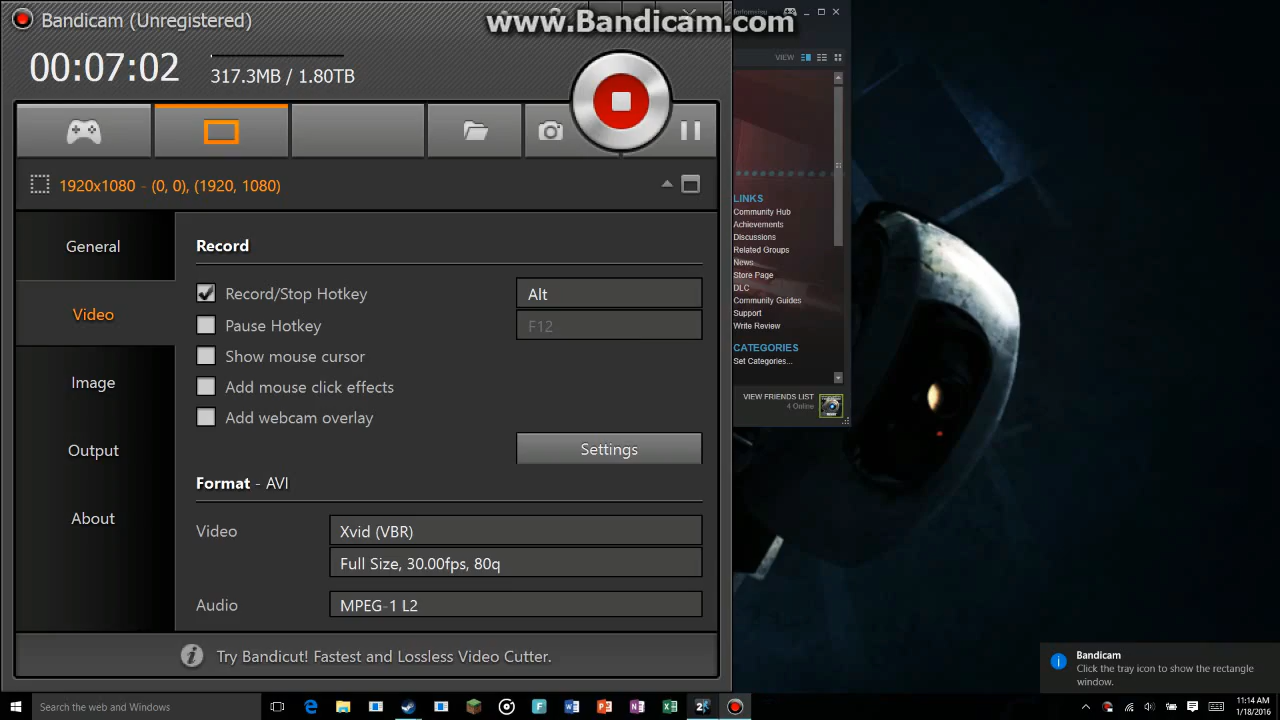 Bandicam (Unregistered)
www.Bandicam.com
00:07:02
317.3MB / 1.80TB
VIEW
1920x1080 - (0, 0), (1920, 1080)
General
Video
Image
Output
About
Record
Record/Stop Hotkey
Alt
Pause Hotkey
F12
Show mouse cursor
Add mouse click effects
Add webcam overlay
Settings
Format - AVI
Video
Xvid (VBR)
Full Size, 30.00fps, 80q
Audio
MPEG-1 L2
Try Bandicut! Fastest and Lossless Video Cutter.
LINKS
Community Hub
Achievements
Discussions
Related Groups
News
Store Page
DLC
Community Guides
Support
Write Review
CATEGORIES
Set Categories...
VIEW FRIENDS LIST
4 Online
Bandicam
Click the tray icon to show the rectangle
window.
Search the web and Windows
11:14 AM
1/18/2016